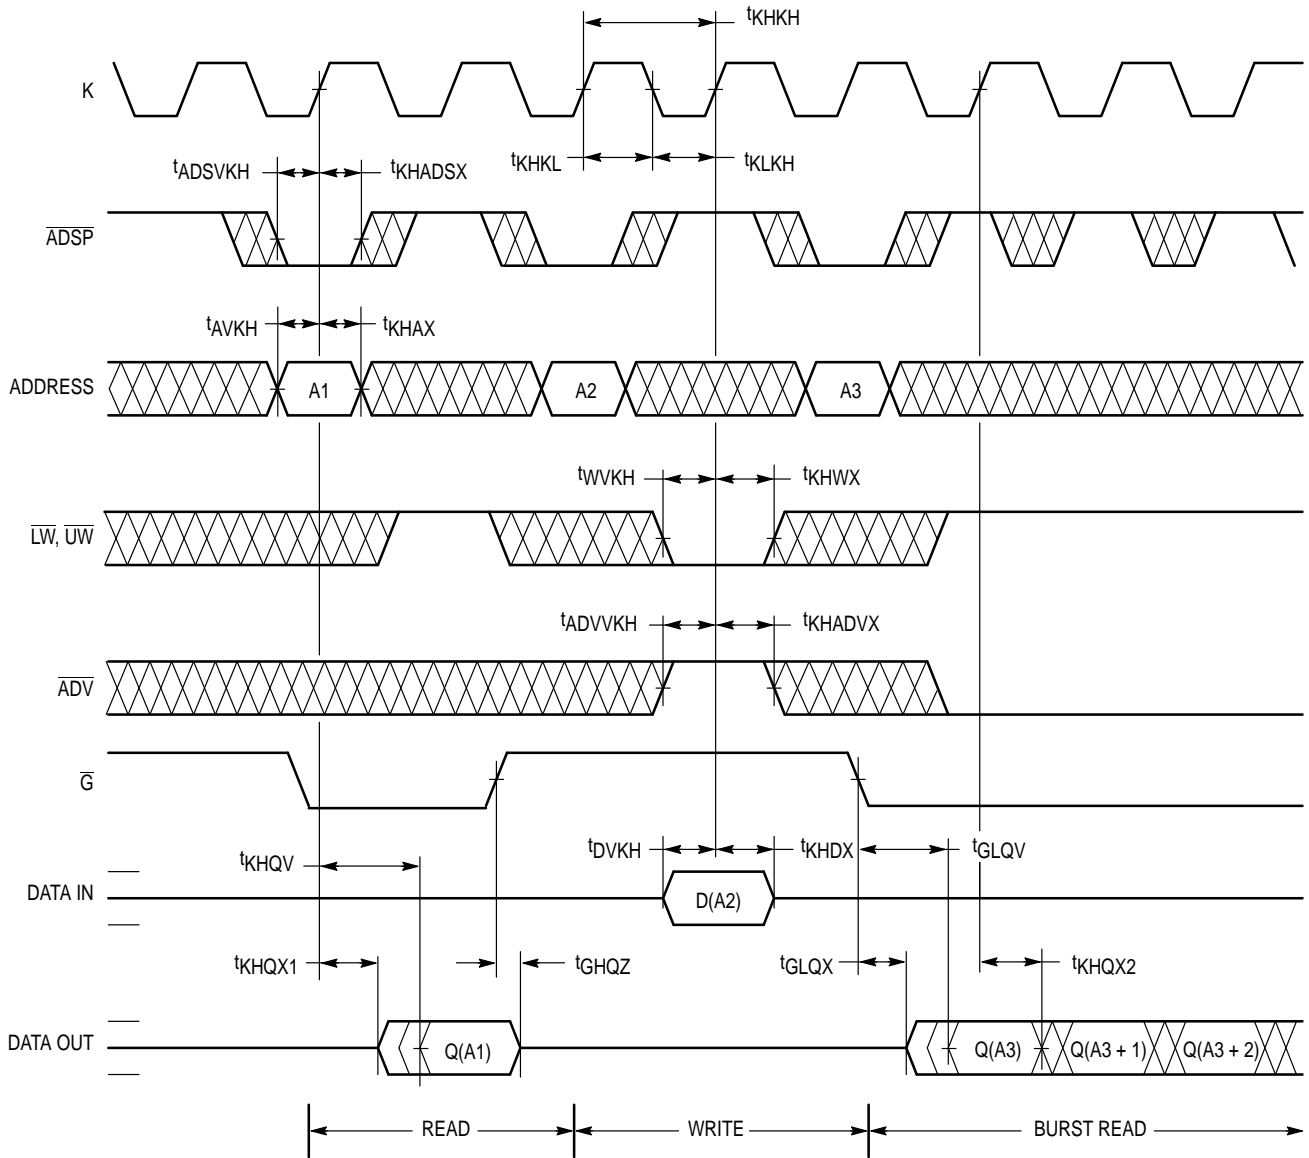 tKHKH
K
tADSVKH tKHADSX tKHKL tKLKH
ADSP
tAVKH tKHAX
ADDRESS A1 A2 A3
tWVKH tKHWX
LW, UW
tADVVKH tKHADVX
ADV
G
tKHQV tDVKH tKHDX tGLQV
DATA IN D(A2)
tKHQX1 tGHQZ tGLQX tKHQX2
DATA OUT Q(A1) Q(A3) Q(A3 + 1) Q(A3 + 2)
READ WRITE BURST READ